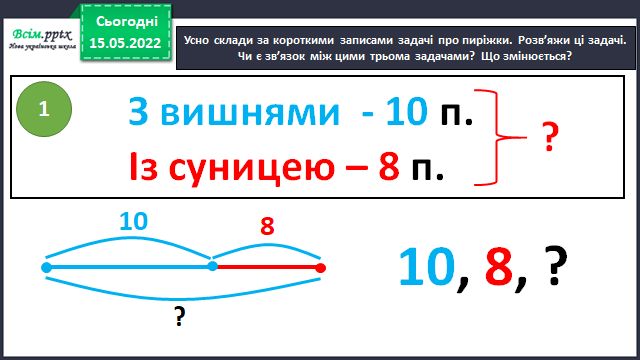 Всім.pptx
Нова українська школа
Сьогодні
15.05.2022
Усно склади за короткими записами задачі про пиріжки. Розв’яжи ці задачі.
Чи є зв’язок між цими трьома задачами? Що змінюється?
1
З вишнями - 10 п.
Із суницею – 8 п.
?
10
8
?
10, 8, ?